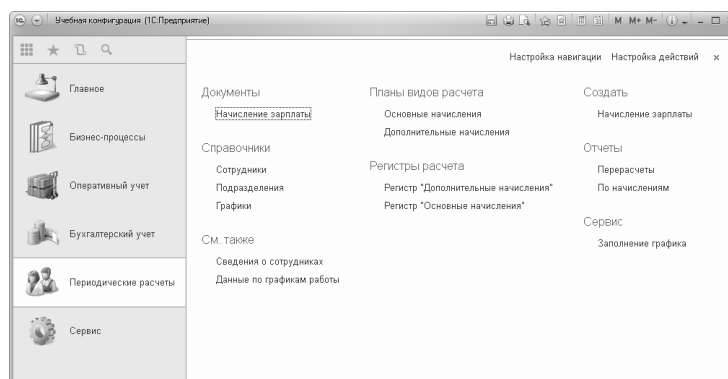 Учебная конфигурация (1С:Предприятие)
M M+ M-
Настройка навигации Настройка действий
Главное
Бизнес-процессы
Оперативный учет
Бухгалтерский учет
Периодические расчеты
Сервис
Документы
Начисление зарплаты
Справочники
Сотрудники
Подразделения
Графики
См. также
Сведения о сотрудниках
Данные по графикам работы
Планы видов расчета
Основные начисления
Дополнительные начисления
Регистры расчета
Регистр "Дополнительные начисления"
Регистр "Основные начисления"
Создать
Начисление зарплаты
Отчеты
Перерасчеты
По начислениям
Сервис
Заполнение графика